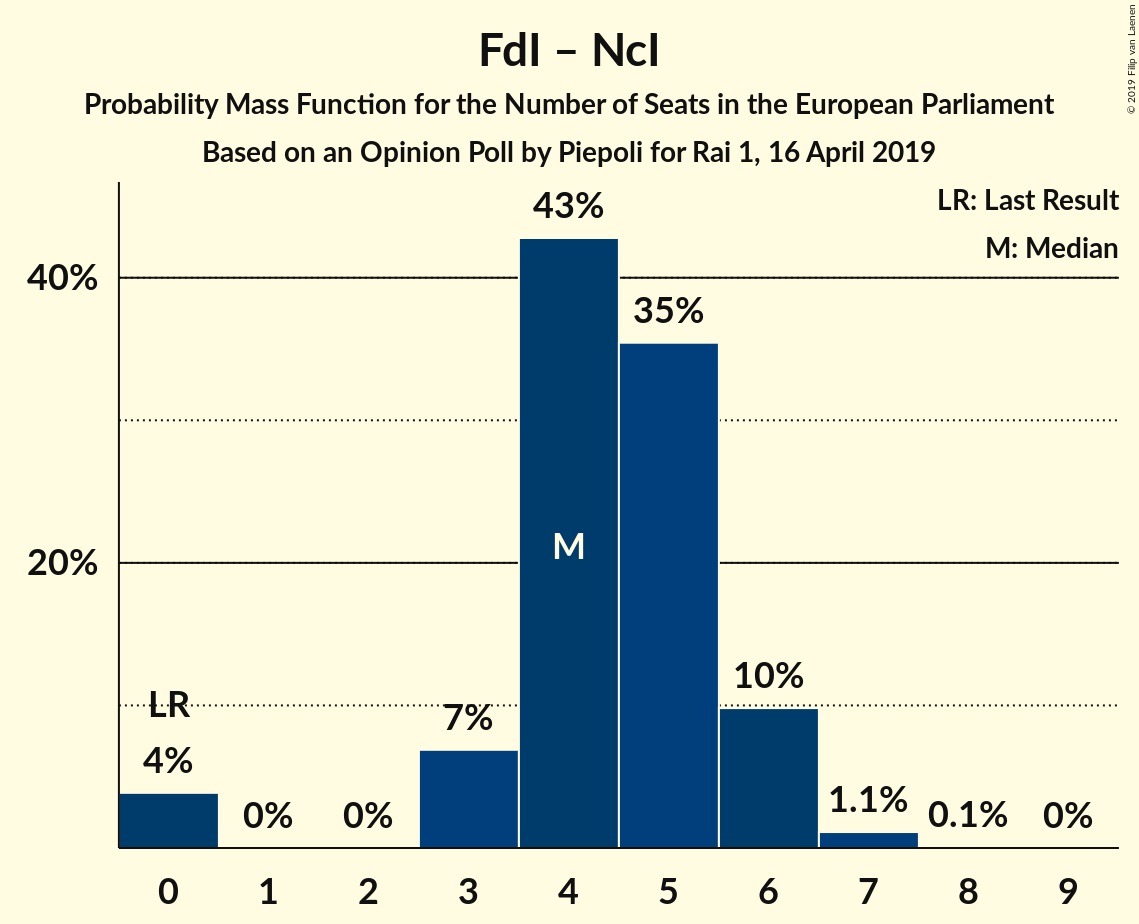 FdI – NcI
Probability Mass Function for the Number of Seats in the European Parliament
Based on an Opinion Poll by Piepoli for Rai 1, 16 April 2019
© 2019 Filip van Laenen
LR: Last Result
M: Median
43%
40%
35%
M
20%
10%
LR
7%
4%
0%
0%
1.1%
0.1%
0%
0 1 2 3 4 5 6 7 8 9